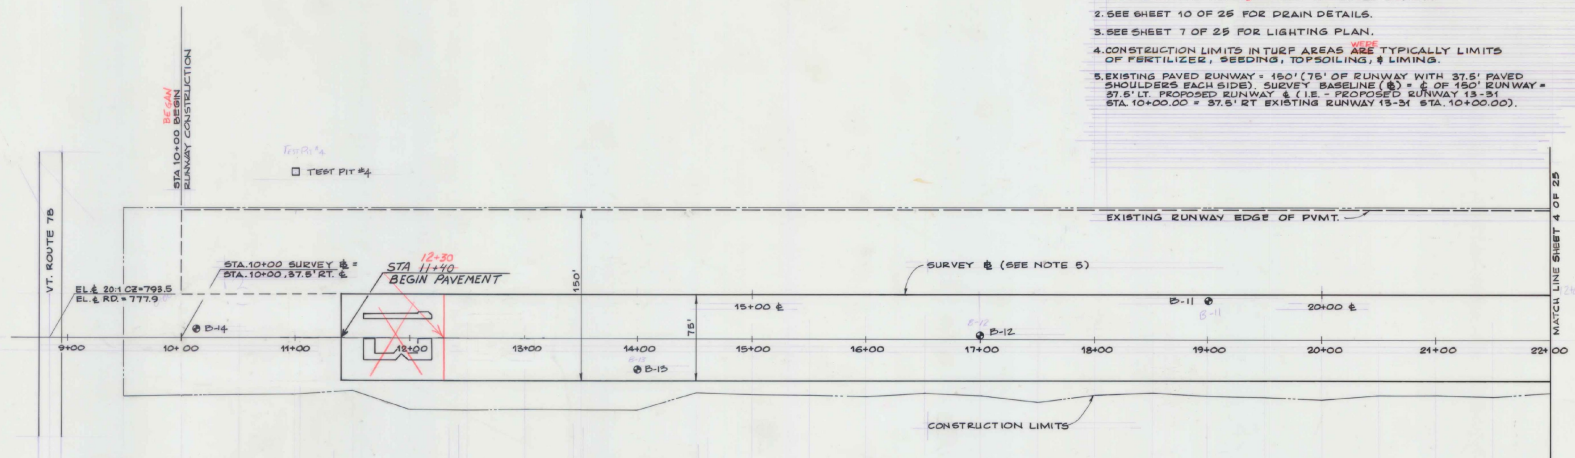 2. SEE SHEET 10 OF 25 FOR DRAIN DETAILS.
3. SEE SHEET 7 OF 25 FOR LIGHTING PLAN.
WERE
4. CONSTRUCTION LIMITS IN TURF AREAS ARE TYPICALLY LIMITS
OF FERTILIZER, SEEDING, TOPSOILING, & LIMING.
5. EXISTING PAVED RUNWAY = 150' (75' OF RUNWAY WITH 37.5' PAVED
SHOULDERS EACH SIDE). SURVEY BASELINE (B) = ℄ OF 150' RUNWAY =
37.5' LT. PROPOSED RUNWAY ℄ (I.E. - PROPOSED RUNWAY 13-31
STA. 10+00.00 = 37.5' RT EXISTING RUNWAY 13-31 STA. 10+00.00).
BEGAN
STA 10+00 BEGIN
RUNWAY CONSTRUCTION
Test Pit #4
TEST PIT #4
VT. ROUTE 78
EXISTING RUNWAY EDGE OF PVMT.
MATCH LINE SHEET 4 OF 25
STA. 10+00 SURVEY B =
STA. 10+00, 37.5' RT. ℄
12+30
STA 11+40
BEGIN PAVEMENT
150'
SURVEY B (SEE NOTE 5)
EL. ℄ 20:1 CZ = 793.5
EL. ℄ RD. = 777.9
15+00 ℄
B-11
B-11
20+00 ℄
B-14
75'
B-12
B-12
9+00
10+00
11+00
12+00
13+00
14+00
15+00
16+00
17+00
18+00
19+00
20+00
21+00
22+00
B-13
B-13
CONSTRUCTION LIMITS